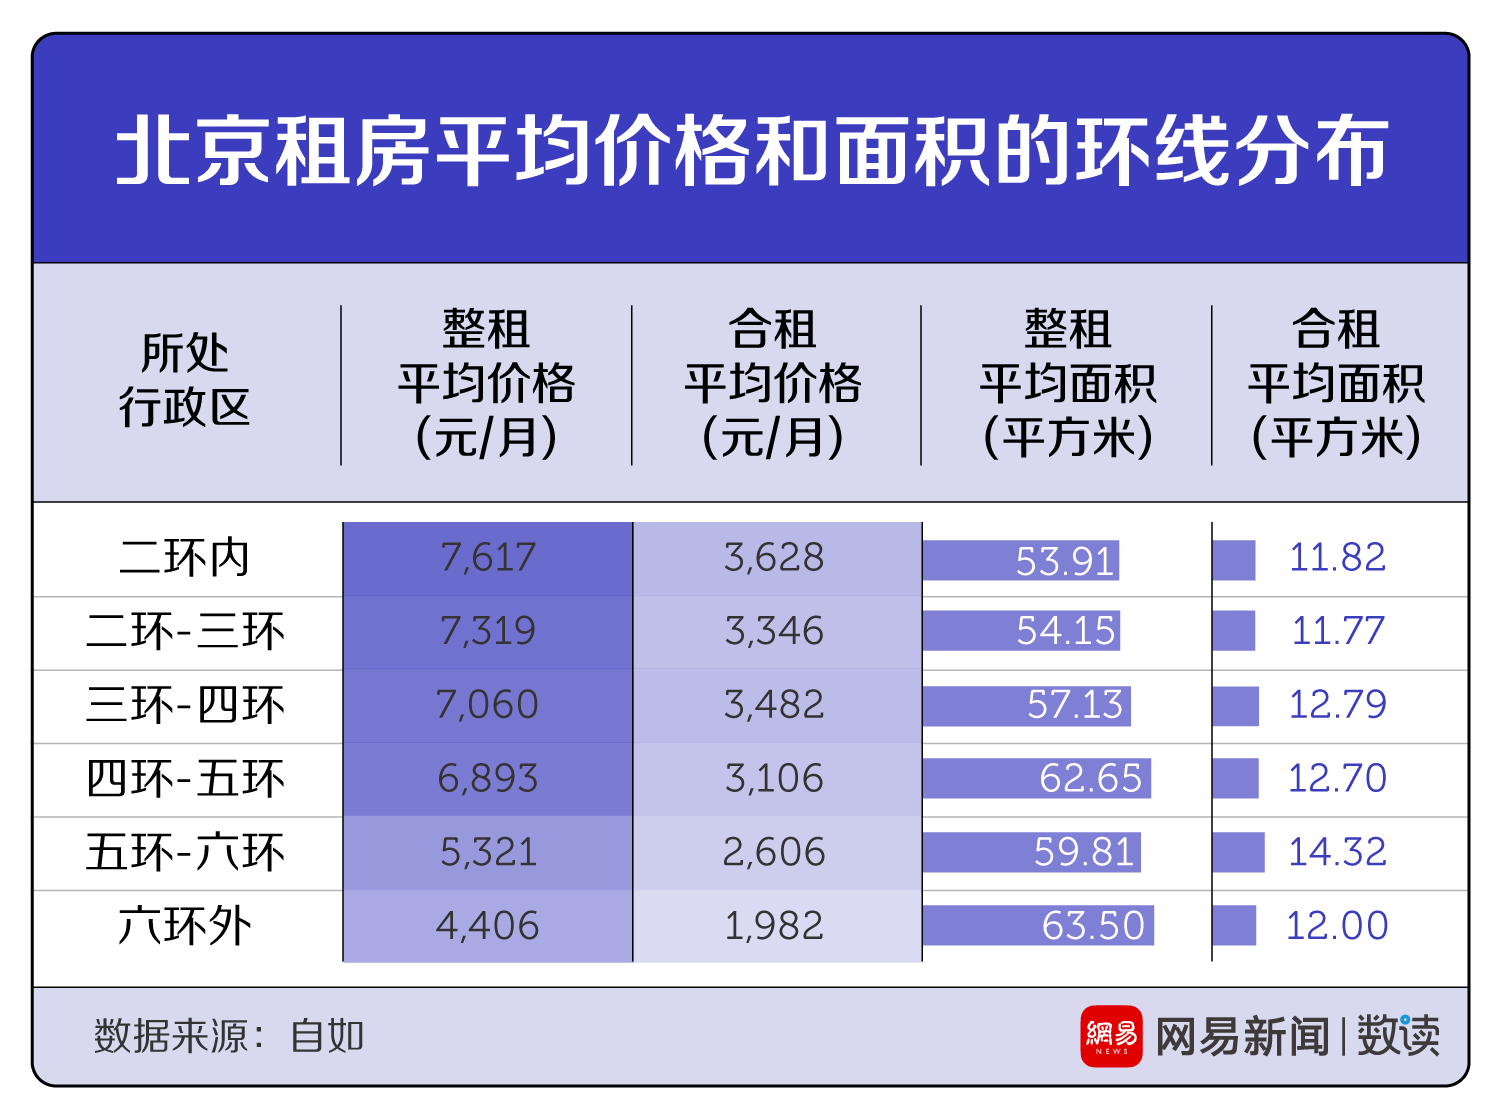 北京租房平均价格和面积的环线分布
所处
行政区
整租
平均价格
(元/月)
合租
平均价格
(元/月)
整租
平均面积
(平方米)
合租
平均面积
(平方米)
二环内 7,617 3,628 53.91 11.82
二环-三环 7,319 3,346 54.15 11.77
三环-四环 7,060 3,482 57.13 12.79
四环-五环 6,893 3,106 62.65 12.70
五环-六环 5,321 2,606 59.81 14.32
六环外 4,406 1,982 63.50 12.00
数据来源：自如
網易
NEWS
网易新闻|数读